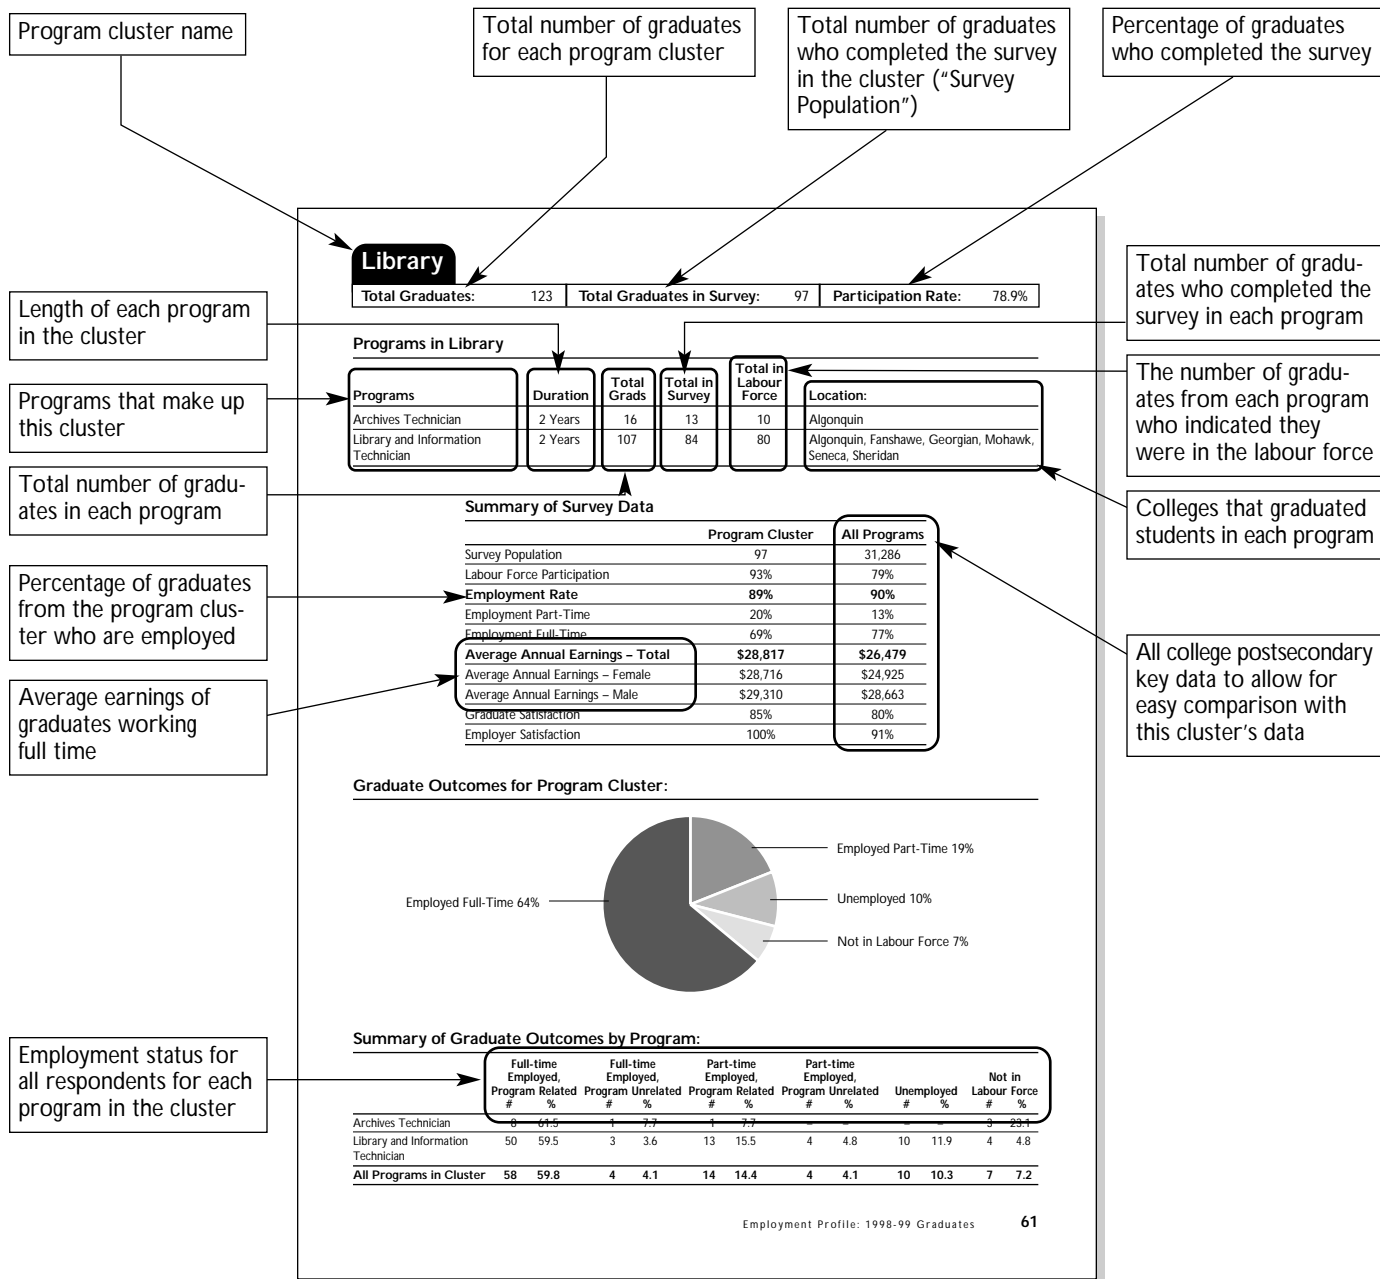 Program cluster name
Total number of graduates
for each program cluster
Total number of graduates
who completed the survey
in the cluster (“Survey
Population”)
Percentage of graduates
who completed the survey
Library
Total Graduates: 123 Total Graduates in Survey: 97 Participation Rate: 78.9%
Length of each program
in the cluster
Programs that make up
this cluster
Total number of gradu-
ates in each program
Percentage of graduates
from the program clus-
ter who are employed
Average earnings of
graduates working
full time
Total number of gradu-
ates who completed the
survey in each program
The number of gradu-
ates from each program
who indicated they
were in the labour force
Colleges that graduated
students in each program
All college postsecondary
key data to allow for
easy comparison with
this cluster’s data
Programs in Library
Total in
Total Total in Labour
Programs Duration Grads Survey Force Location:
Archives Technician 2 Years 16 13 10 Algonquin
Library and Information 2 Years 107 84 80 Algonquin, Fanshawe, Georgian, Mohawk,
Technician Seneca, Sheridan
Summary of Survey Data
Program Cluster All Programs
Survey Population 97 31,286
Labour Force Participation 93% 79%
Employment Rate 89% 90%
Employment Part-Time 20% 13%
Employment Full-Time 69% 77%
Average Annual Earnings – Total $28,817 $26,479
Average Annual Earnings – Female $28,716 $24,925
Average Annual Earnings – Male $29,310 $28,663
Graduate Satisfaction 85% 80%
Employer Satisfaction 100% 91%
Graduate Outcomes for Program Cluster:
Employed Part-Time 19%
Employed Full-Time 64%
Unemployed 10%
Not in Labour Force 7%
Employment status for
all respondents for each
program in the cluster
Summary of Graduate Outcomes by Program:
Full-time Full-time Part-time Part-time
Employed, Employed, Employed, Employed, Not in
Program Related Program Unrelated Program Related Program Unrelated Unemployed Labour Force
# % # % # % # % # % # %
Archives Technician 8 61.5 1 7.7 1 7.7 – – – – 3 23.1
Library and Information 50 59.5 3 3.6 13 15.5 4 4.8 10 11.9 4 4.8
Technician
All Programs in Cluster 58 59.8 4 4.1 14 14.4 4 4.1 10 10.3 7 7.2
Employment Profile: 1998-99 Graduates 61